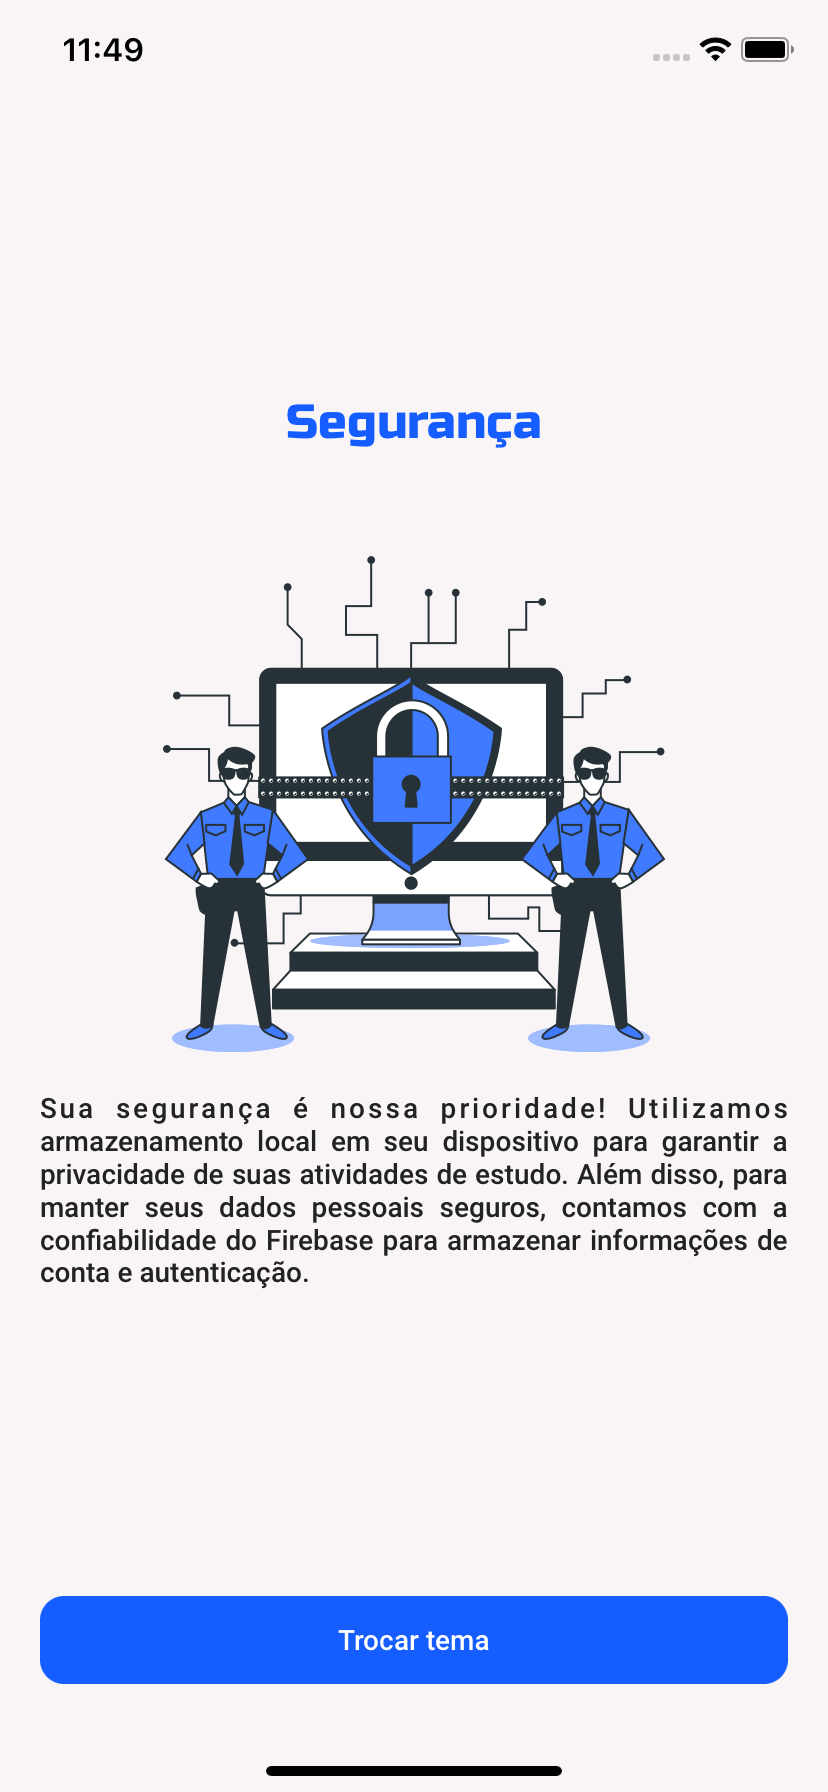 11:49
Segurança
Sua segurança é nossa prioridade! Utilizamos
armazenamento local em seu dispositivo para garantir a
privacidade de suas atividades de estudo. Além disso, para
manter seus dados pessoais seguros, contamos com a
confiabilidade do Firebase para armazenar informações de
conta e autenticação.
Trocar tema